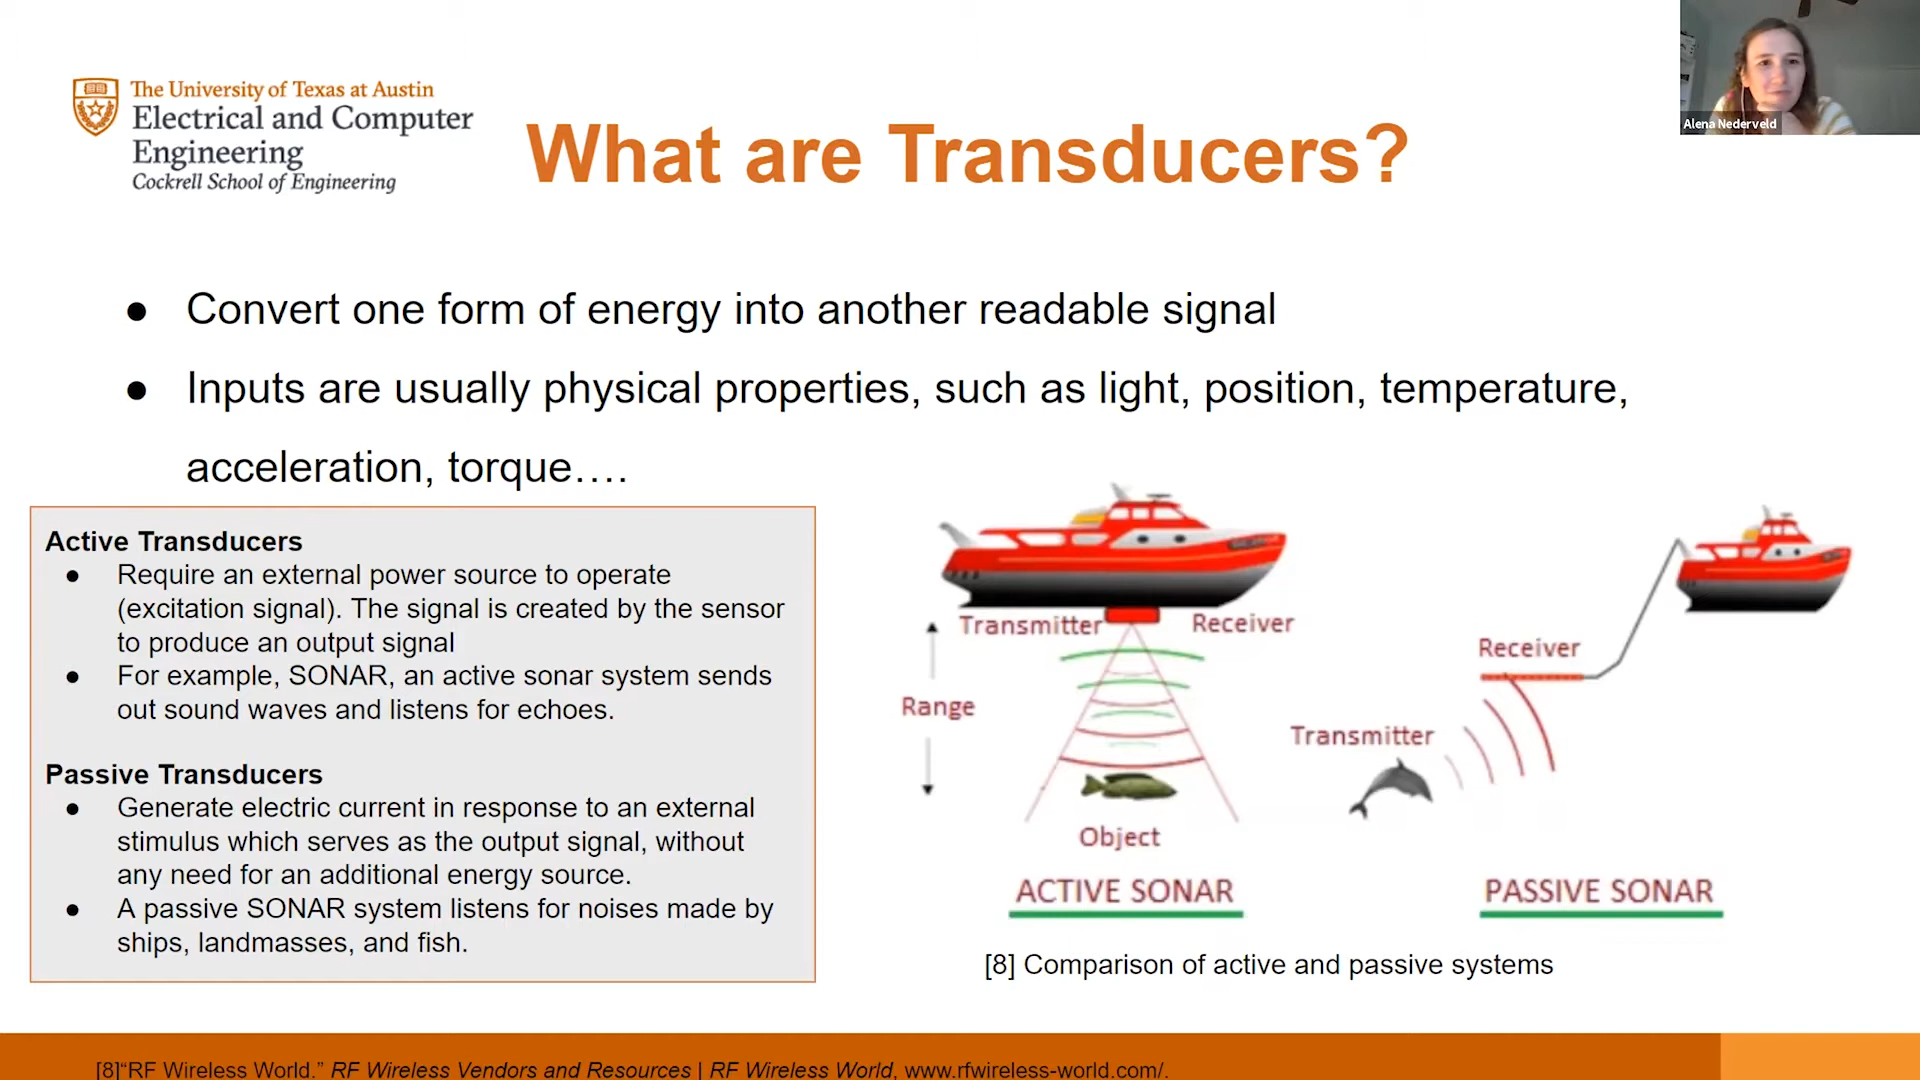 Alena Nederveld
The University of Texas at Austin
Electrical and Computer
Engineering
Cockrell School of Engineering
What are Transducers?
● Convert one form of energy into another readable signal
● Inputs are usually physical properties, such as light, position, temperature,
acceleration, torque….
Active Transducers
● Require an external power source to operate
(excitation signal). The signal is created by the sensor
to produce an output signal
● For example, SONAR, an active sonar system sends
out sound waves and listens for echoes.
Passive Transducers
● Generate electric current in response to an external
stimulus which serves as the output signal, without
any need for an additional energy source.
● A passive SONAR system listens for noises made by
ships, landmasses, and fish.
Transmitter
Receiver
Range
Object
ACTIVE SONAR
Receiver
Transmitter
PASSIVE SONAR
[8] Comparison of active and passive systems
[8]“RF Wireless World.” RF Wireless Vendors and Resources | RF Wireless World, www.rfwireless-world.com/.